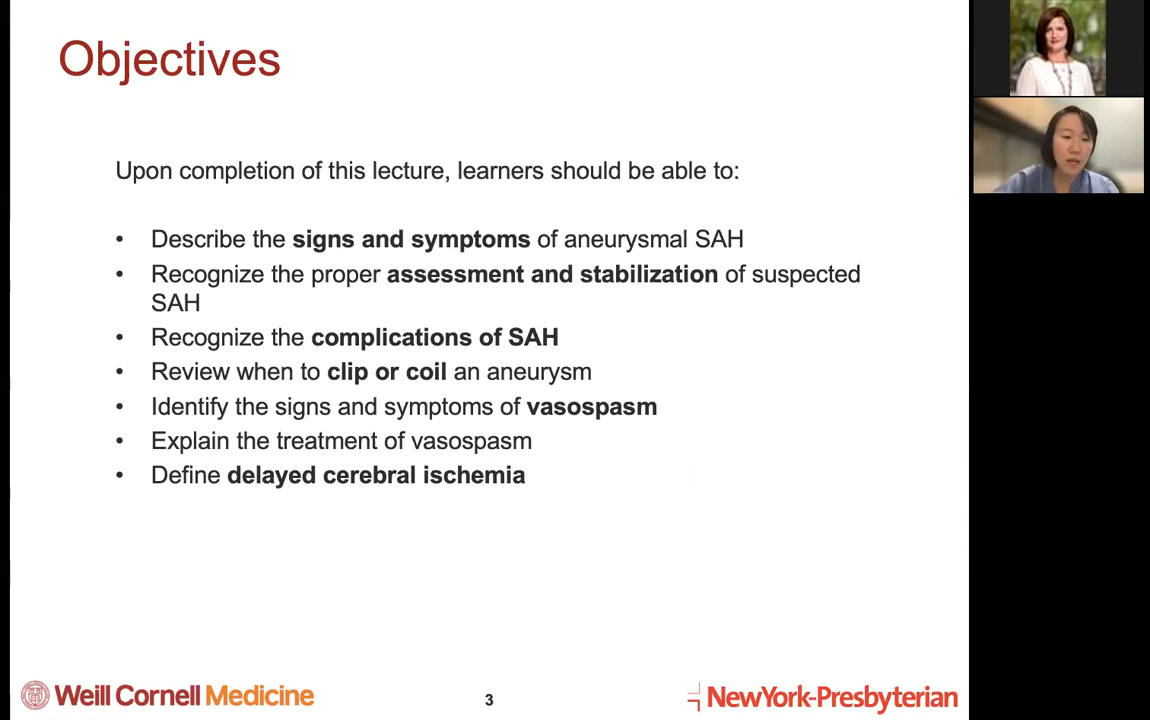 Objectives
Upon completion of this lecture, learners should be able to:
• Describe the signs and symptoms of aneurysmal SAH
• Recognize the proper assessment and stabilization of suspected
SAH
• Recognize the complications of SAH
• Review when to clip or coil an aneurysm
• Identify the signs and symptoms of vasospasm
• Explain the treatment of vasospasm
• Define delayed cerebral ischemia
Weill Cornell Medicine
3
NewYork-Presbyterian